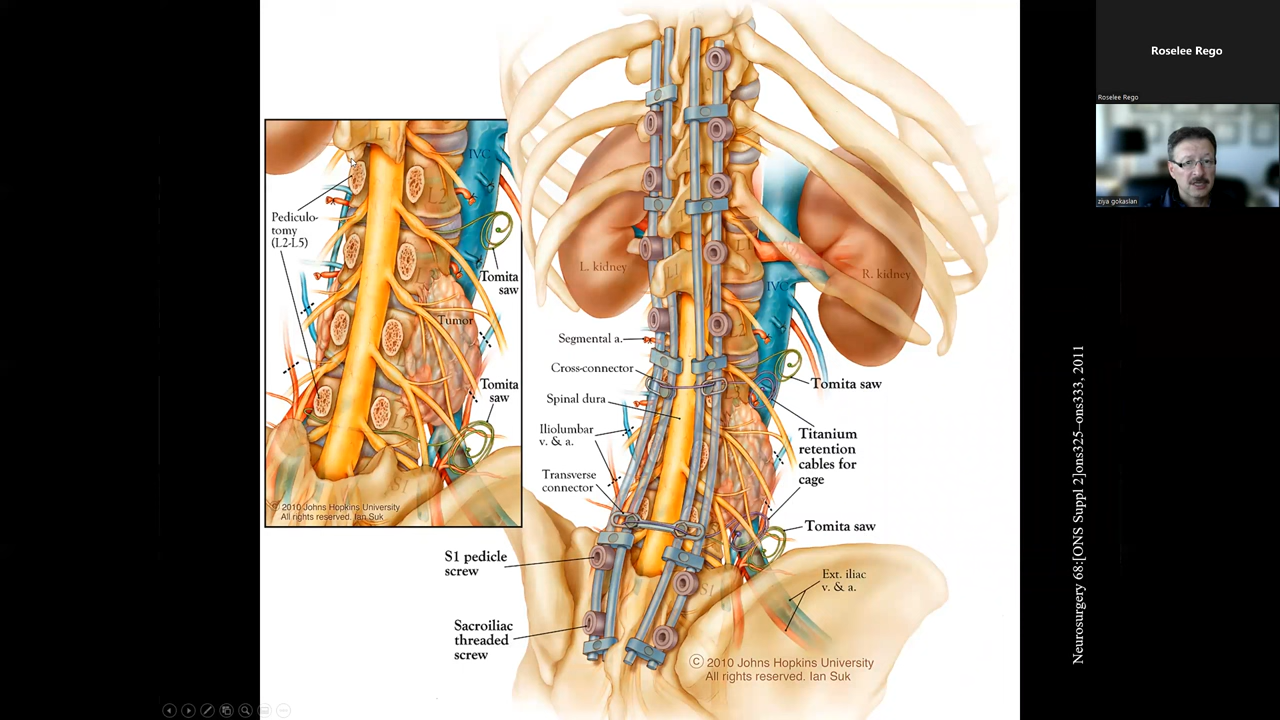 Roselee Rego
Roselee Rego
ziya gokaslan
L1
IVC
L2
Pediculo-
tomy
(L2-L5)
Tomita
saw
Tumor
Tomita
saw
© 2010 Johns Hopkins University
All rights reserved. Ian Suk
L. kidney
R. kidney
L1
L1
IVC
L2
L3
Segmental a.
Cross-connector
Spinal dura
Iliolumbar
v. & a.
Transverse
connector
Tomita saw
Titanium
retention
cables for
cage
Tomita saw
S1 pedicle
screw
Sacroiliac
threaded
screw
S1
Ext. iliac
v. & a.
© 2010 Johns Hopkins University
All rights reserved. Ian Suk
Neurosurgery 68:[ONS Suppl 2]ons325–ons333, 2011